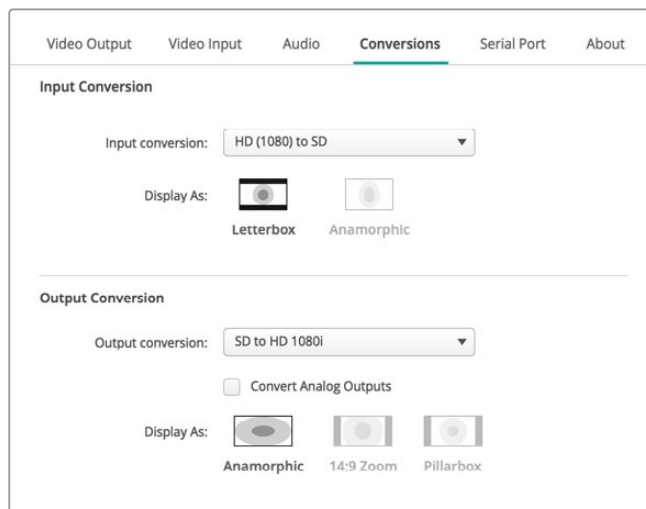 Video Output Video Input Audio Conversions Serial Port About
Input Conversion
Input conversion: HD (1080) to SD
Display As:
Letterbox Anamorphic
Output Conversion
Output conversion: SD to HD 1080i
Convert Analog Outputs
Display As:
Anamorphic 14:9 Zoom Pillarbox